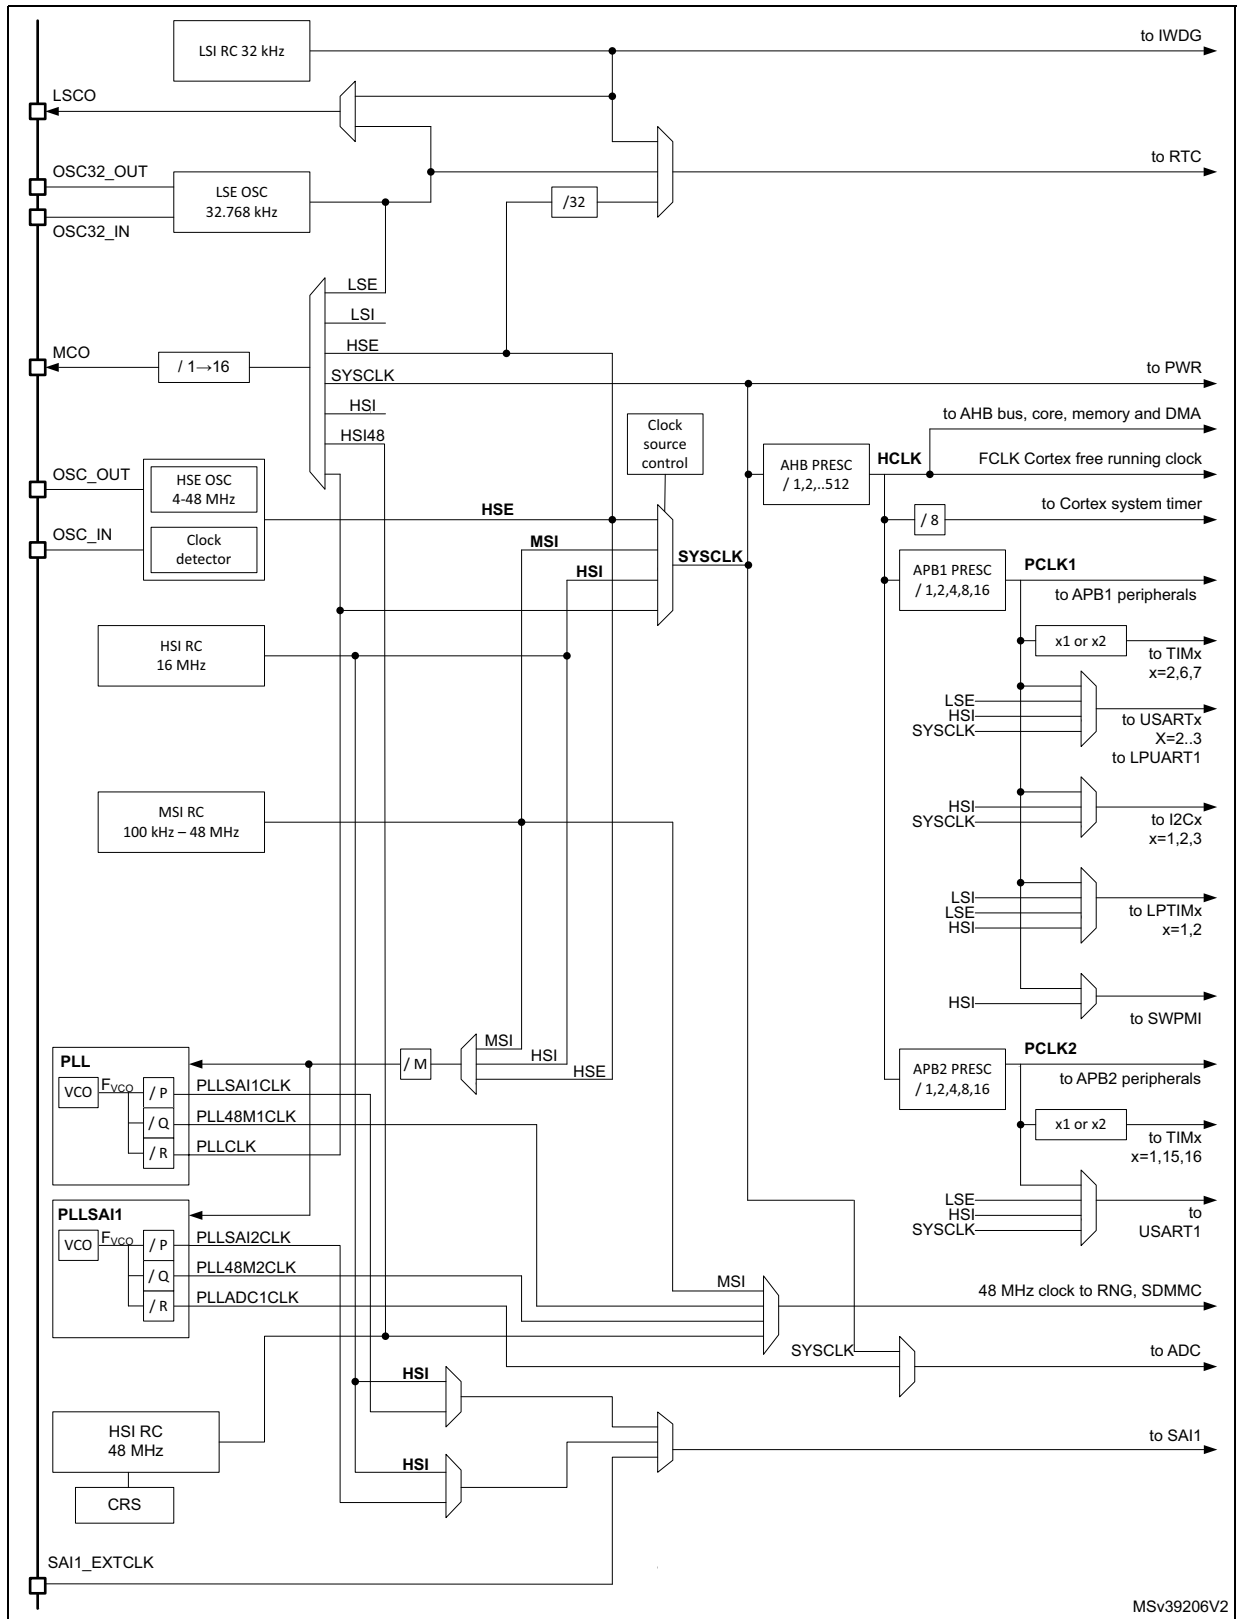 LSI RC 32 kHz
to IWDG
LSCO
to RTC
OSC32_OUT
LSE OSC
32.768 kHz
/32
OSC32_IN
LSE
LSI
MCO
/ 1→16
HSE
to PWR
SYSCLK
HSI
to AHB bus, core, memory and DMA
HSI48
Clock
source
control
OSC_OUT
HSE OSC
4-48 MHz
AHB PRESC
/ 1,2,..512
HCLK
FCLK Cortex free running clock
to Cortex system timer
/ 8
HSE
OSC_IN
Clock
detector
MSI
HSI
SYSCLK
APB1 PRESC
/ 1,2,4,8,16
PCLK1
to APB1 peripherals
HSI RC
16 MHz
x1 or x2
to TIMx
x=2,6,7
LSE
HSI
SYSCLK
to USARTx
X=2..3
to LPUART1
MSI RC
100 kHz – 48 MHz
HSI
SYSCLK
to I2Cx
x=1,2,3
LSI
LSE
HSI
to LPTIMx
x=1,2
HSI
to SWPMI
MSI
HSI
HSE
/ M
PLL
VCO
FVCO
/ P
PLLSAI1CLK
/ Q
PLL48M1CLK
/ R
PLLCLK
APB2 PRESC
/ 1,2,4,8,16
PCLK2
to APB2 peripherals
x1 or x2
to TIMx
x=1,15,16
LSE
HSI
SYSCLK
to
USART1
PLLSAI1
VCO
FVCO
/ P
PLLSAI2CLK
/ Q
PLL48M2CLK
/ R
PLLADC1CLK
MSI
48 MHz clock to RNG, SDMMC
SYSCLK
to ADC
HSI
HSI RC
48 MHz
to SAI1
HSI
CRS
SAI1_EXTCLK
MSv39206V2